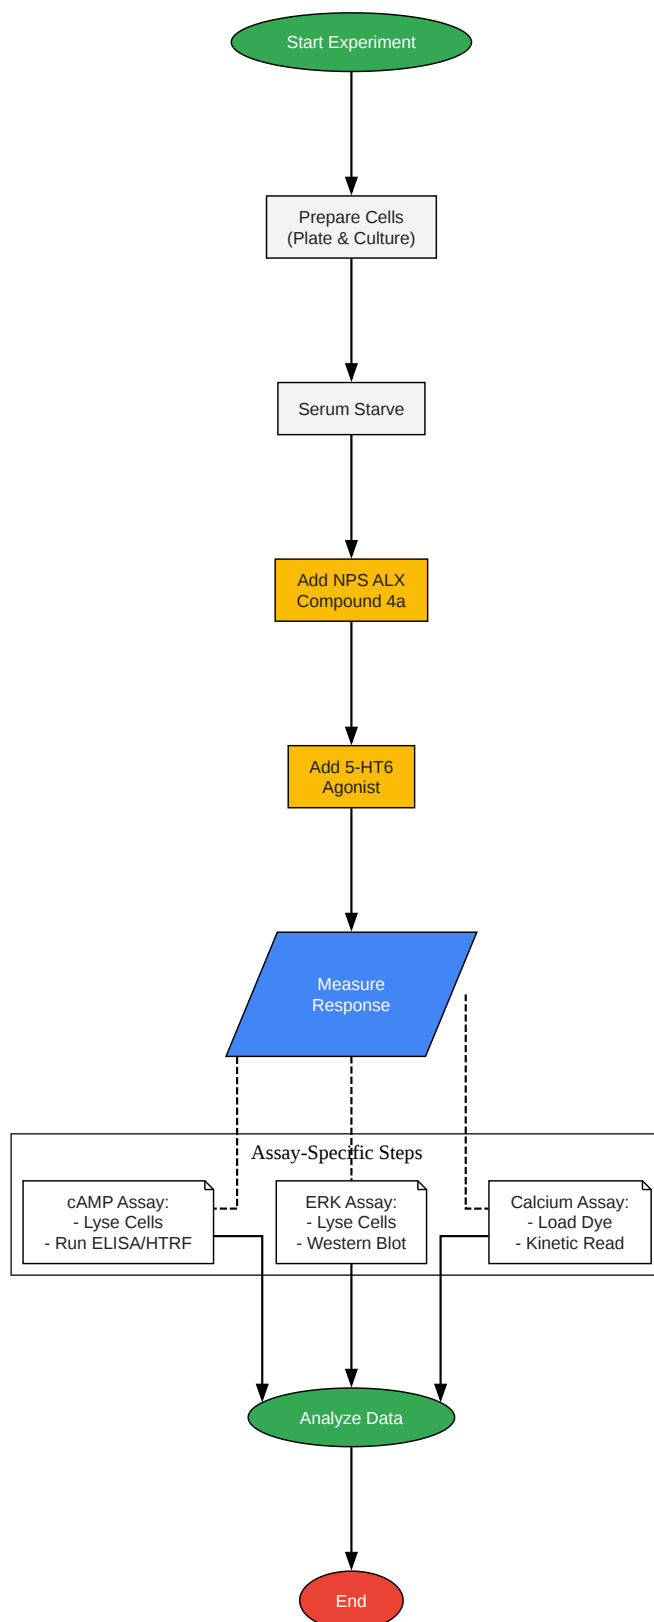 Start Experiment
Prepare Cells
(Plate & Culture)
Serum Starve
Add NPS ALX
Compound 4a
Add 5-HT6
Agonist
Measure
Response
Assay-Specific Steps
cAMP Assay:
- Lyse Cells
- Run ELISA/HTRF
ERK Assay:
- Lyse Cells
- Western Blot
Calcium Assay:
- Load Dye
- Kinetic Read
Analyze Data
End